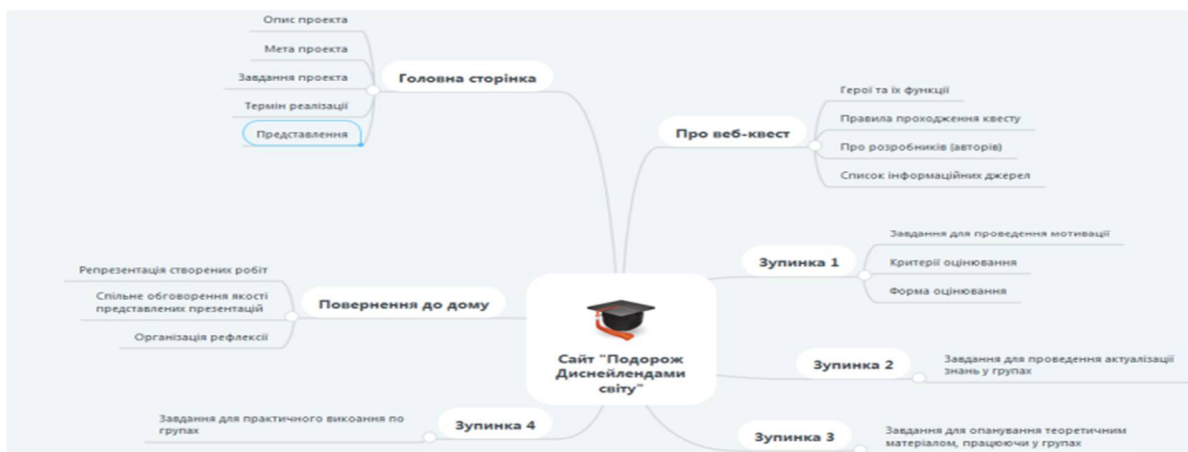 Опис проекта
Мета проекта
Завдання проекта
Термін реалізації
Представлення
Головна сторінка
Про веб-квест
Герої та їх функції
Правила проходження квесту
Про розробників (авторів)
Список інформаційних джерел
Зупинка 1
Завдання для проведення мотивації
Критерії оцінювання
Форма оцінювання
Репрезентація створених робіт
Спільне обговорення якості
представлених презентацій
Організація рефлексії
Повернення до дому
Сайт "Подорож
Диснейлендами
світу"
Зупинка 2
Завдання для проведення актуалізації
знань у групах
Завдання для практичного викоання по
групах
Зупинка 4
Зупинка 3
Завдання для опанування теоретичним
матеріалом, працюючи у групах